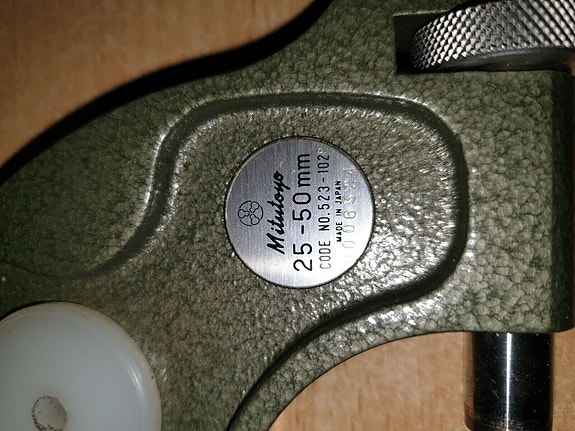 Mitutoyo
25-50mm
CODE NO.523-102
MADE IN JAPAN